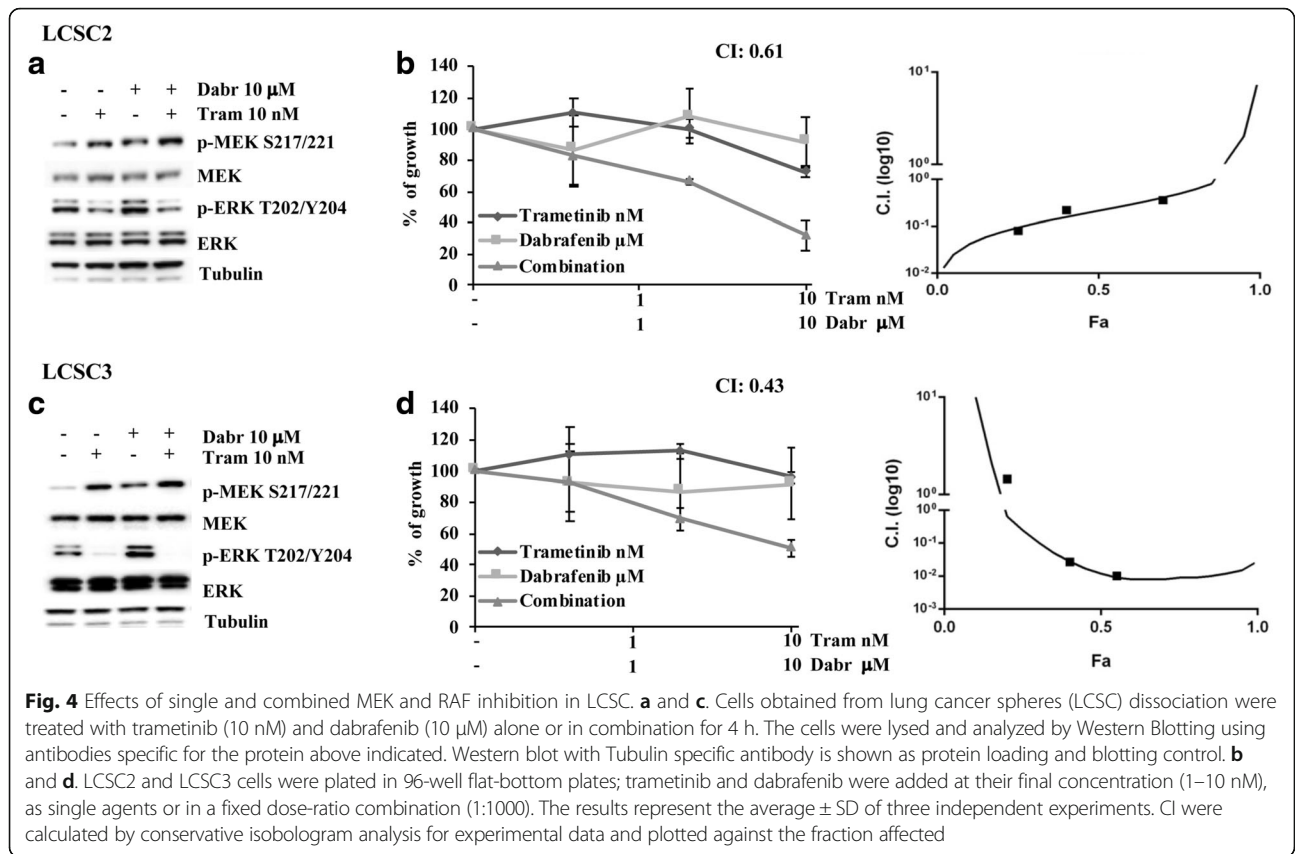 LCSC2
a
- - + + Dabr 10 μM
- + - + Tram 10 nM
p-MEK S217/221
MEK
p-ERK T202/Y204
ERK
Tubulin
b
CI: 0.61
% of growth
140
120
100
80
60
40
20
0
Trametinib nM
Dabrafenib μM
Combination
- 1 10 Tram nM
- 1 10 Dabr μM
C.I. (log10)
10¹
10⁰
10⁰
10⁻¹
10⁻²
0.0 0.5 1.0
Fa
LCSC3
c
- - + + Dabr 10 μM
- + - + Tram 10 nM
p-MEK S217/221
MEK
p-ERK T202/Y204
ERK
Tubulin
d
CI: 0.43
% of growth
140
120
100
80
60
40
20
0
Trametinib nM
Dabrafenib μM
Combination
- 1 10 Tram nM
- 1 10 Dabr μM
C.I. (log10)
10¹
10⁰
10⁰
10⁻¹
10⁻²
10⁻³
0.0 0.5 1.0
Fa
Fig. 4 Effects of single and combined MEK and RAF inhibition in LCSC. a and c. Cells obtained from lung cancer spheres (LCSC) dissociation were
treated with trametinib (10 nM) and dabrafenib (10 μM) alone or in combination for 4 h. The cells were lysed and analyzed by Western Blotting using
antibodies specific for the protein above indicated. Western blot with Tubulin specific antibody is shown as protein loading and blotting control. b
and d. LCSC2 and LCSC3 cells were plated in 96-well flat-bottom plates; trametinib and dabrafenib were added at their final concentration (1–10 nM),
as single agents or in a fixed dose-ratio combination (1:1000). The results represent the average ± SD of three independent experiments. CI were
calculated by conservative isobologram analysis for experimental data and plotted against the fraction affected